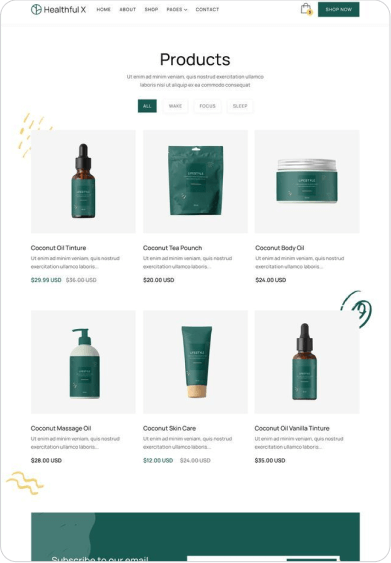 Healthful X
HOME ABOUT SHOP PAGES CONTACT
SHOP NOW
Products
Ut enim ad minim veniam, quis nostrud exercitation ullamco
laboris nisi ut aliquip ex ea commodo consequat
ALL WAKE FOCUS SLEEP
Coconut Oil Tinture
Ut enim ad minim veniam, quis nostrud
exercitation ullamco laboris...
$29.99 USD $36.00 USD
Coconut Tea Pounch
Ut enim ad minim veniam, quis nostrud
exercitation ullamco laboris...
$20.00 USD
Coconut Body Oil
Ut enim ad minim veniam, quis nostrud
exercitation ullamco laboris...
$24.00 USD
Coconut Massage Oil
Ut enim ad minim veniam, quis nostrud
exercitation ullamco laboris...
$28.00 USD
Coconut Skin Care
Ut enim ad minim veniam, quis nostrud
exercitation ullamco laboris...
$12.00 USD $24.00 USD
Coconut Oil Vanilla Tinture
Ut enim ad minim veniam, quis nostrud
exercitation ullamco laboris...
$35.00 USD
Subscribe to our email